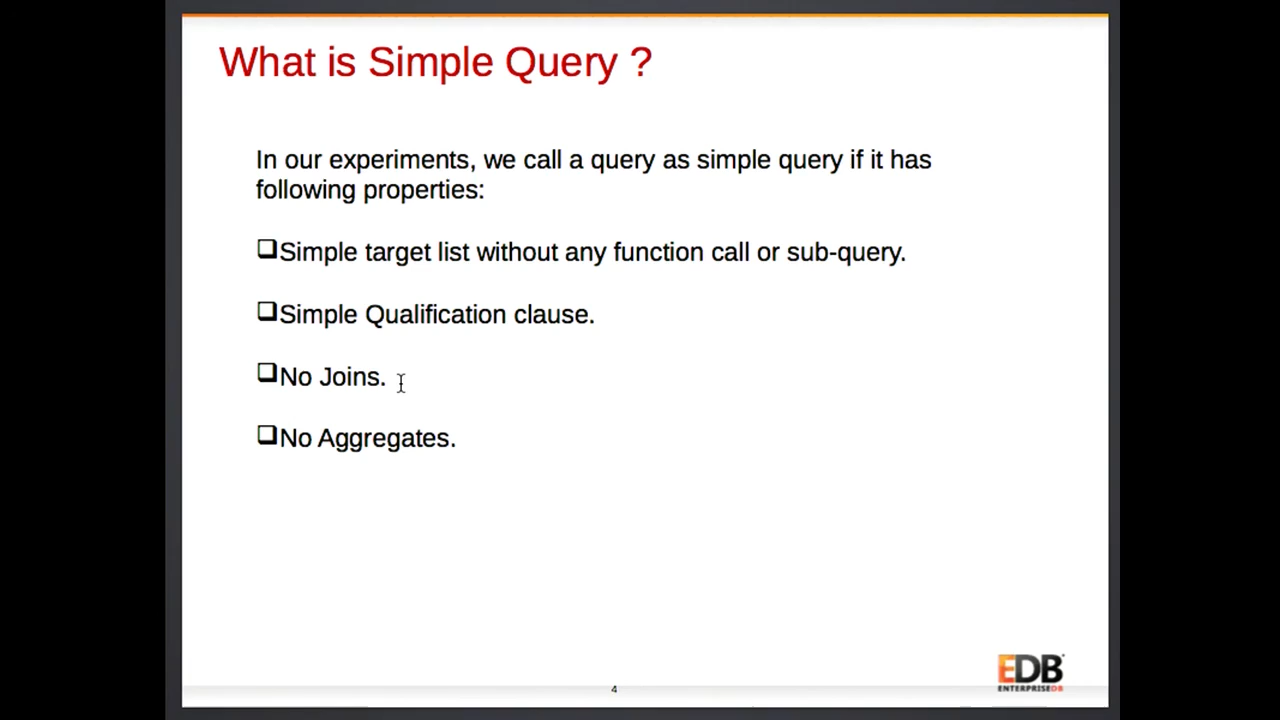 What is Simple Query ?
In our experiments, we call a query as simple query if it has
following properties:
❑Simple target list without any function call or sub-query.
❑Simple Qualification clause.
❑No Joins.
❑No Aggregates.
EDB
ENTERPRISEDB
4